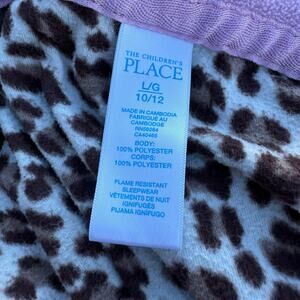 THE CHILDREN'S
PLACE
L/G
10/12
MADE IN CAMBODIA
FABRIQUÉ AU
CAMBODGE
RN59284
CA40485
BODY:
100% POLYESTER
CORPS:
100% POLYESTER
FLAME RESISTANT
SLEEPWEAR
VÊTEMENTS DE NUIT
IGNIFUGÉS
PIJAMA IGNÍFUGO